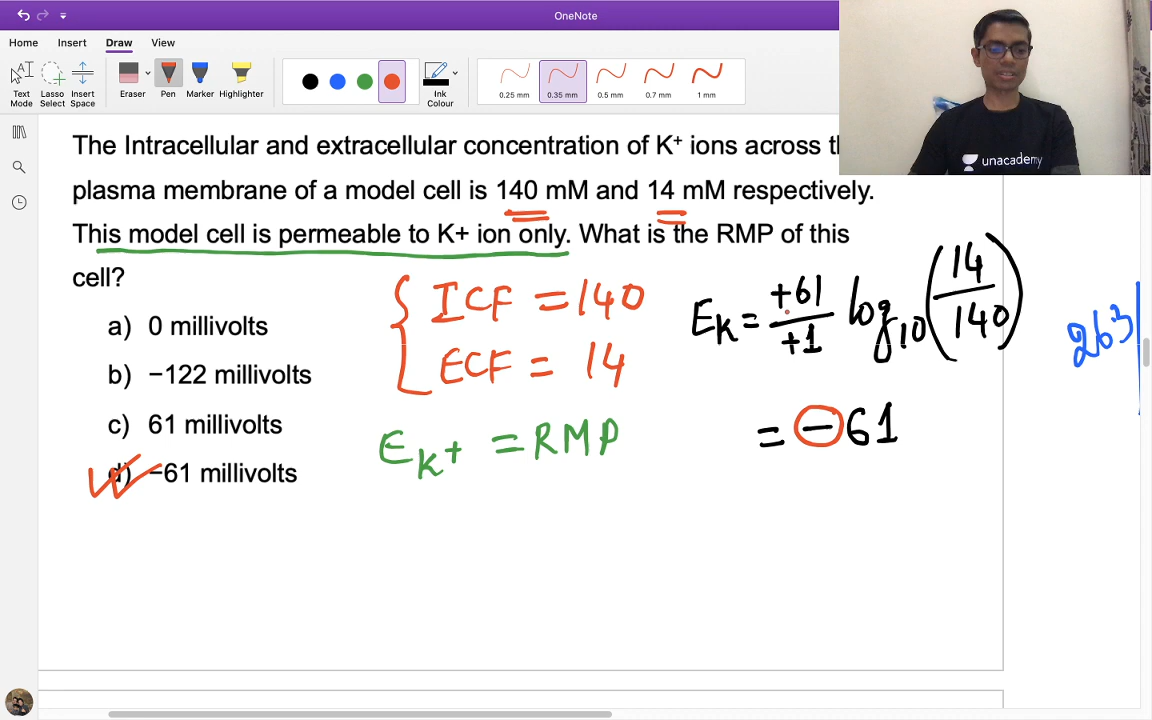 OneNote
Home Insert Draw View
Text Mode
Lasso Select
Insert Space
Eraser
Pen
Marker
Highlighter
Ink Colour
0.25 mm
0.35 mm
0.5 mm
0.7 mm
1 mm
unacademy
The Intracellular and extracellular concentration of K⁺ ions across
plasma membrane of a model cell is 140 mM and 14 mM respectively.
This model cell is permeable to K+ ion only. What is the RMP of this
cell?
a) 0 millivolts
b) −122 millivolts
c) 61 millivolts
d) −61 millivolts
ICF = 140
ECF = 14
E K+ = RMP
EK = +61/+1 log10 (14/140)
= −61
263